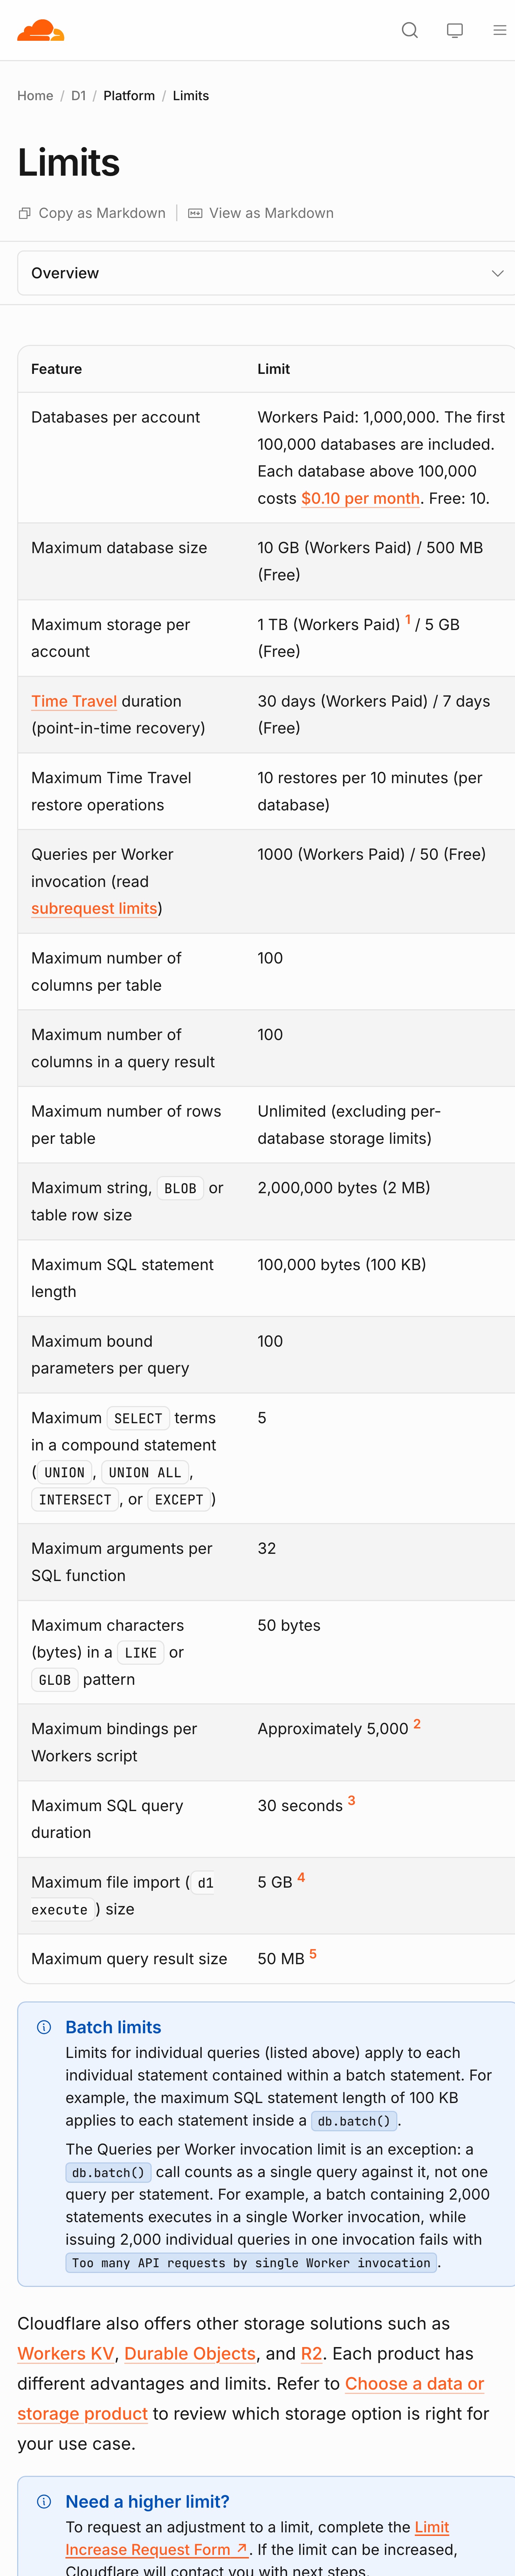 Home / D1 / Platform / Limits
Limits
Copy as Markdown | View as Markdown
Overview
Feature Limit
Databases per account Workers Paid: 1,000,000. The first
100,000 databases are included.
Each database above 100,000
costs $0.10 per month. Free: 10.
Maximum database size 10 GB (Workers Paid) / 500 MB
(Free)
Maximum storage per 1 TB (Workers Paid) 1 / 5 GB
account (Free)
Time Travel duration 30 days (Workers Paid) / 7 days
(point-in-time recovery) (Free)
Maximum Time Travel 10 restores per 10 minutes (per
restore operations database)
Queries per Worker 1000 (Workers Paid) / 50 (Free)
invocation (read
subrequest limits)
Maximum number of 100
columns per table
Maximum number of 100
columns in a query result
Maximum number of rows Unlimited (excluding per-
per table database storage limits)
Maximum string, BLOB or 2,000,000 bytes (2 MB)
table row size
Maximum SQL statement 100,000 bytes (100 KB)
length
Maximum bound 100
parameters per query
Maximum SELECT terms 5
in a compound statement
( UNION , UNION ALL ,
INTERSECT , or EXCEPT )
Maximum arguments per 32
SQL function
Maximum characters 50 bytes
(bytes) in a LIKE or
GLOB pattern
Maximum bindings per Approximately 5,000 2
Workers script
Maximum SQL query 30 seconds 3
duration
Maximum file import ( d1 5 GB 4
execute ) size
Maximum query result size 50 MB 5
Batch limits
Limits for individual queries (listed above) apply to each
individual statement contained within a batch statement. For
example, the maximum SQL statement length of 100 KB
applies to each statement inside a db.batch() .
The Queries per Worker invocation limit is an exception: a
db.batch() call counts as a single query against it, not one
query per statement. For example, a batch containing 2,000
statements executes in a single Worker invocation, while
issuing 2,000 individual queries in one invocation fails with
Too many API requests by single Worker invocation .
Cloudflare also offers other storage solutions such as
Workers KV, Durable Objects, and R2. Each product has
different advantages and limits. Refer to Choose a data or
storage product to review which storage option is right for
your use case.
Need a higher limit?
To request an adjustment to a limit, complete the Limit
Increase Request Form ↗. If the limit can be increased,
Cloudflare will contact you with next steps.